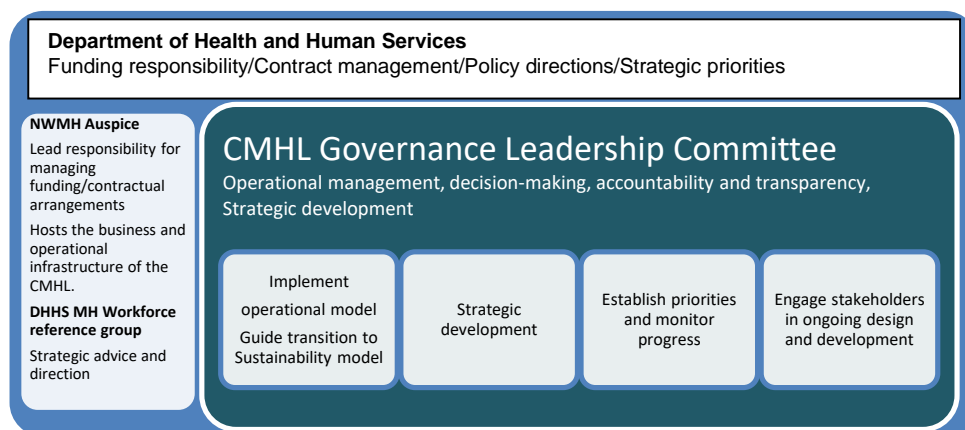 Department of Health and Human Services
Funding responsibility/Contract management/Policy directions/Strategic priorities
NWMH Auspice
Lead responsibility for
managing
funding/contractual
arrangements
Hosts the business and
operational
infrastructure of the
CMHL.
DHHS MH Workforce
reference group
Strategic advice and
direction
CMHL Governance Leadership Committee
Operational management, decision-making, accountability and transparency,
Strategic development
Implement
operational model
Guide transition to
Sustainability model
Strategic
development
Establish priorities
and monitor
progress
Engage stakeholders
in ongoing design
and development